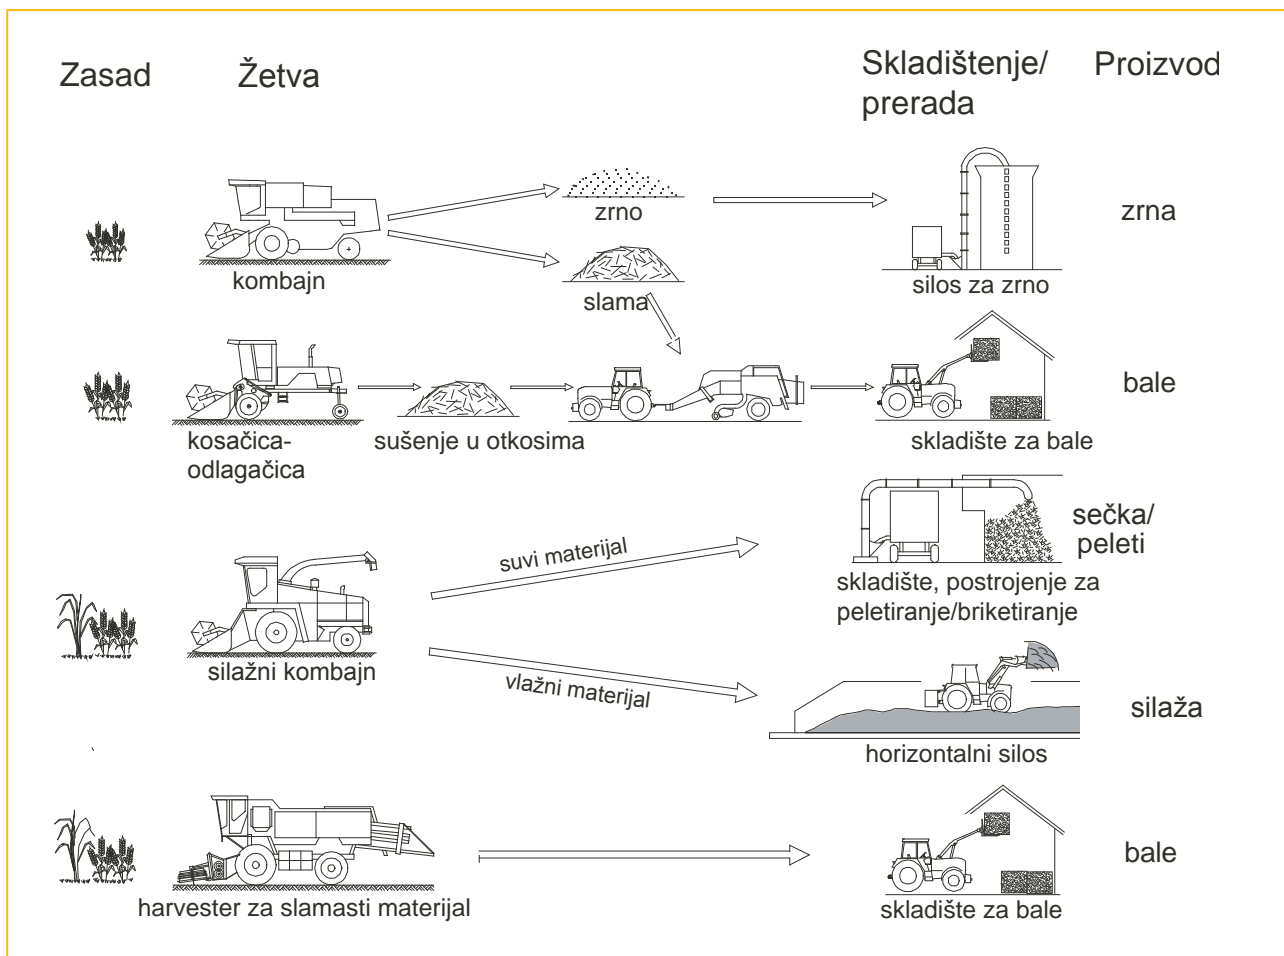 Zasad
Žetva
Skladištenje/
prerada
Proizvod
zrno
kombajn
slama
silos za zrno
zrna
kosačica-
odlagačica
sušenje u otkosima
skladište za bale
bale
suvi materijal
vlažni materijal
silažni kombajn
skladište, postrojenje za
peletiranje/briketiranje
sečka/
peleti
horizontalni silos
silaža
harvester za slamasti materijal
skladište za bale
bale